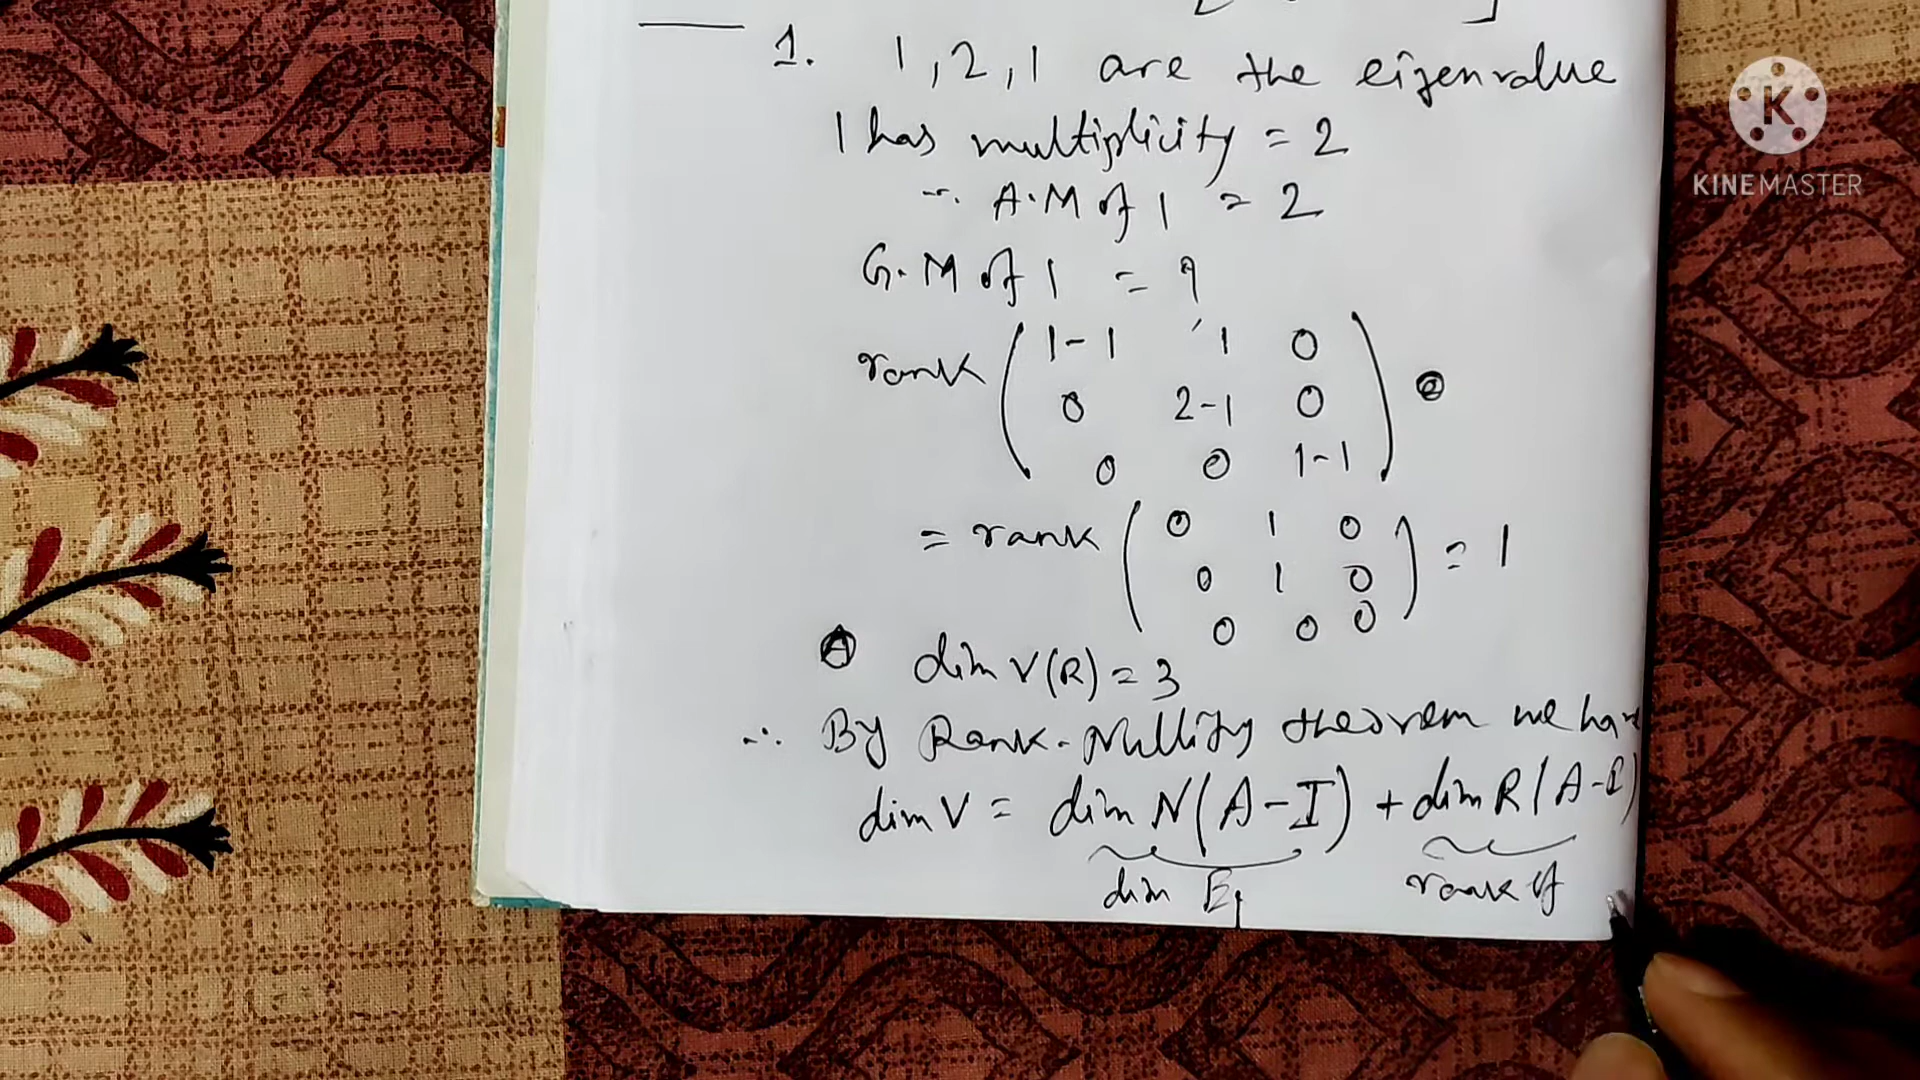 1. 1, 2, 1 are the eigenvalue
1 has multiplicity = 2
∴ A.M of 1 = 2
G.M of 1 = ?
rank ( 1-1 1 0
0 2-1 0
0 0 1-1 )
= rank ( 0 1 0
0 1 0
0 0 0 ) = 1
dim V(R) = 3
∴ By Rank-Nullity theorem we have
dim V = dim N(A-I) + dim R(A-I)
dim E₁ rank of
K
KINEMASTER